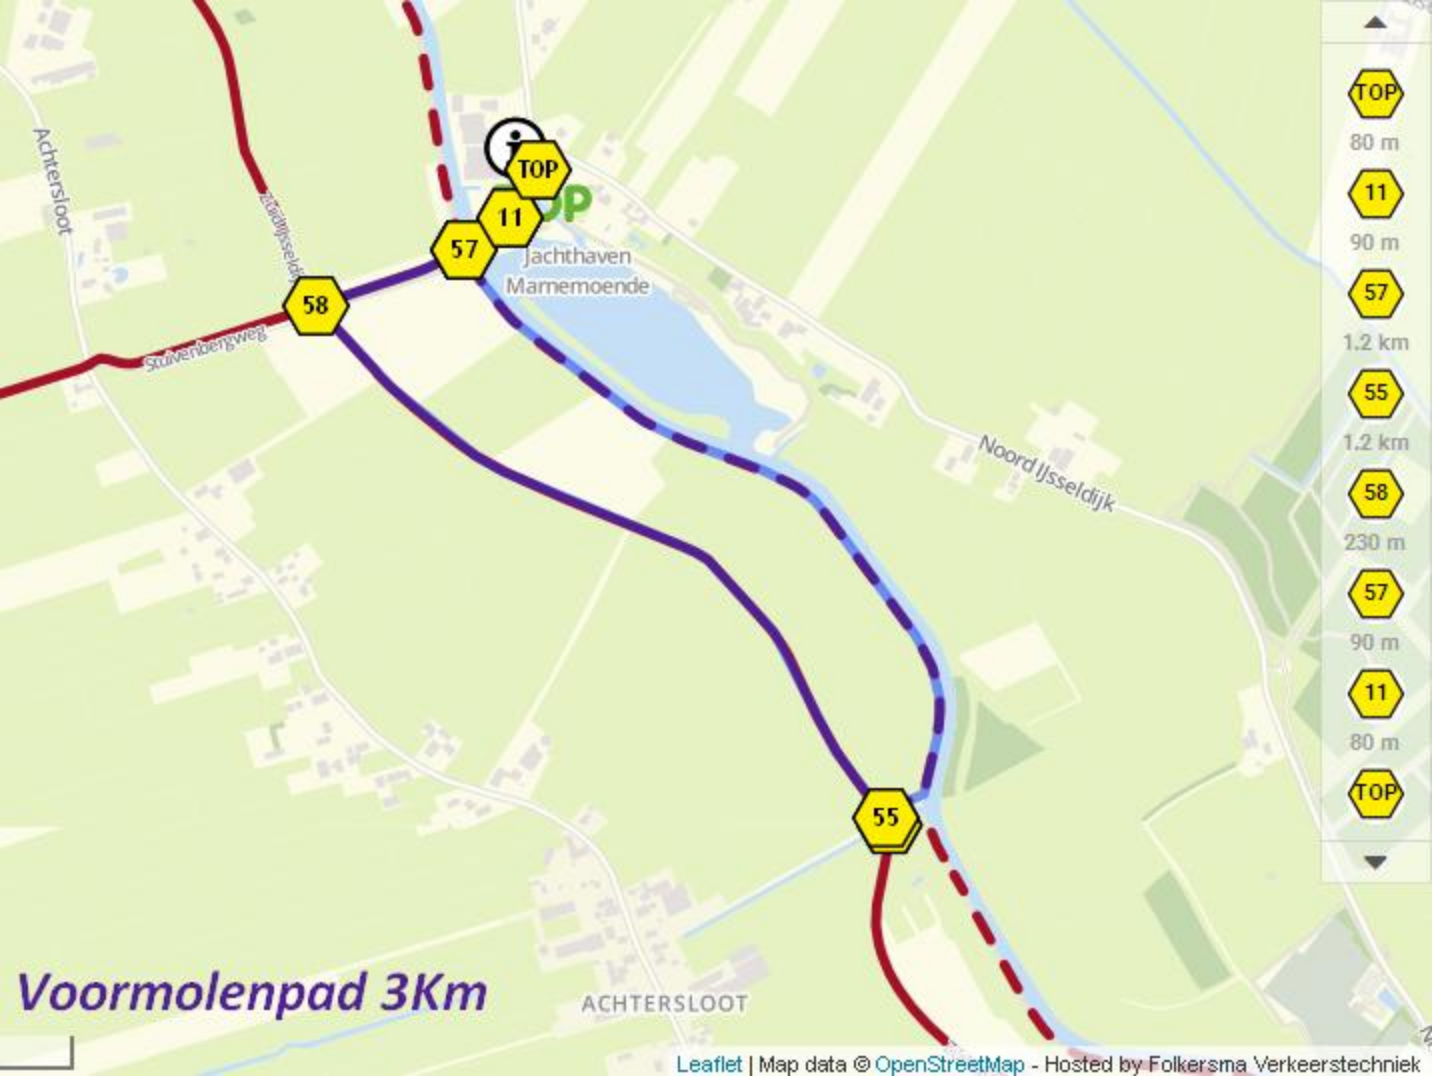 Achtersloot
TOP
TOP
11
57
Jachthaven
Marnemoende
58
Zuid IJsseldijk
Stuivenbergweg
Noord IJsseldijk
55
ACHTERSLOOT
Voormolenpad 3Km
TOP
80 m
11
90 m
57
1.2 km
55
1.2 km
58
230 m
57
90 m
11
80 m
TOP
Leaflet | Map data © OpenStreetMap - Hosted by Folkersma Verkeerstechniek